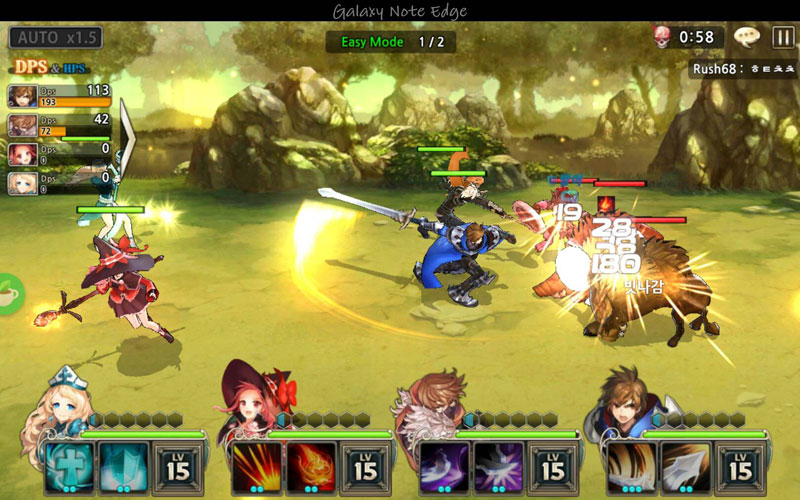 Galaxy Note Edge
AUTO x1.5
Easy Mode 1 / 2
0:58
Rush68 : ㅎㅌㅊㅊ
DPS & HPS
Dps 113
193
Dps 42
72
Dps 0
0
Dps 0
0
19
28
18
180
빗나감
LV
15
LV
15
LV
15
LV
15